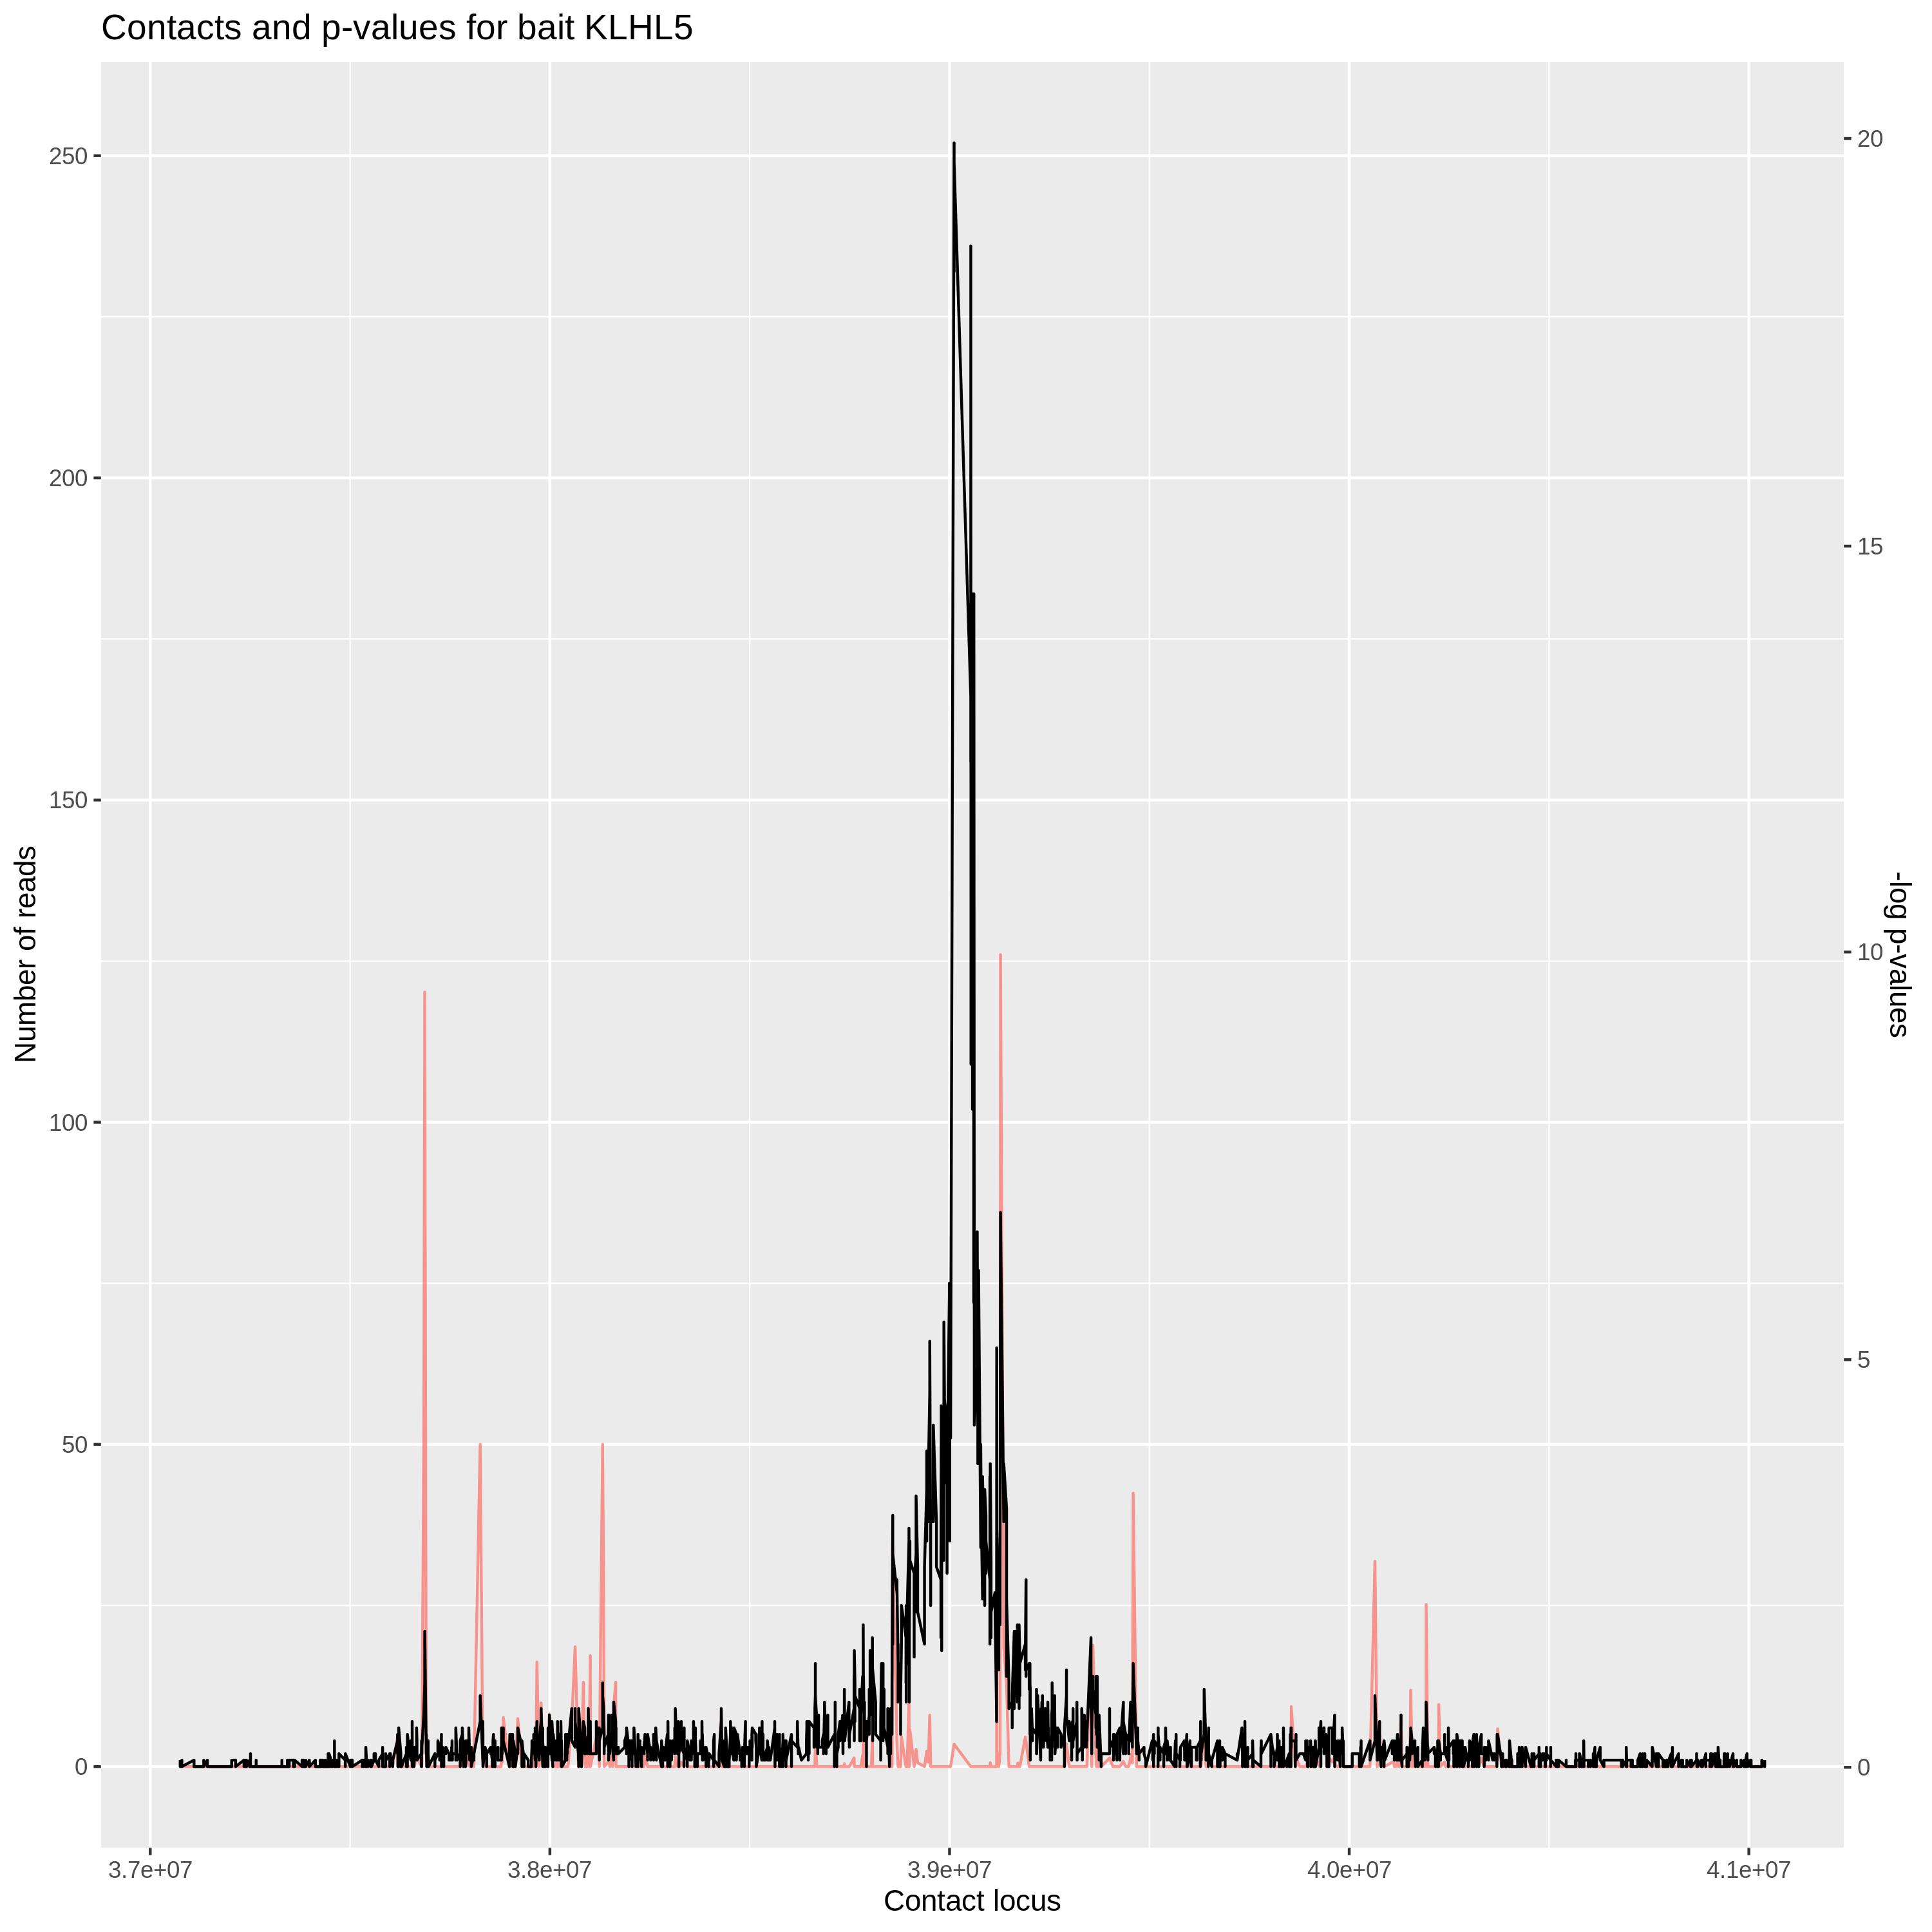 Contacts and p-values for bait KLHL5
250
200
150
100
50
0
Number of reads
20
15
10
5
0
-log p-values
3.7e+07 3.8e+07 3.9e+07 4.0e+07 4.1e+07
Contact locus